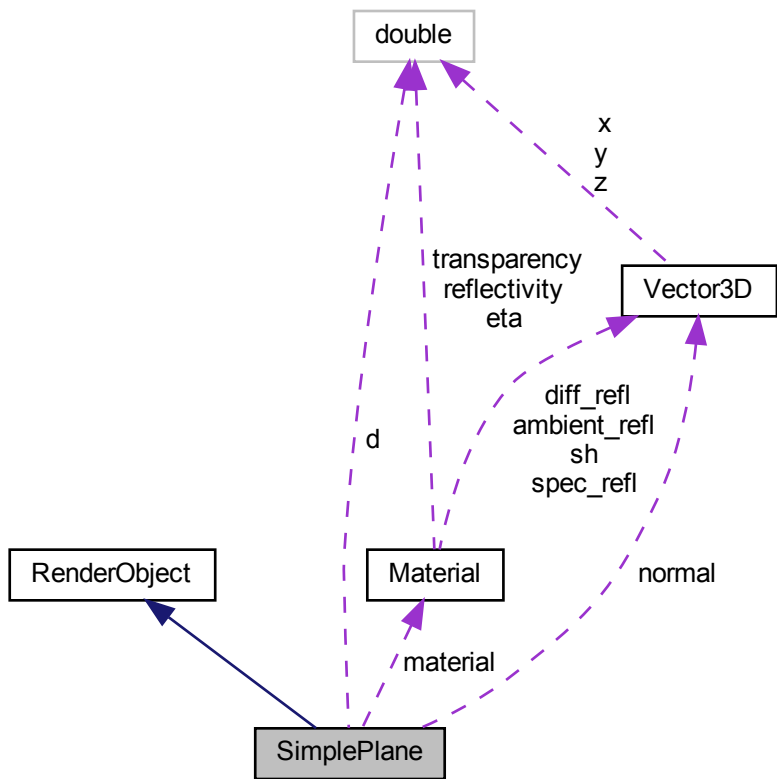 double
x
y
z
Vector3D
transparency
reflectivity
eta
diff_refl
ambient_refl
sh
spec_refl
d
RenderObject
Material
normal
material
SimplePlane